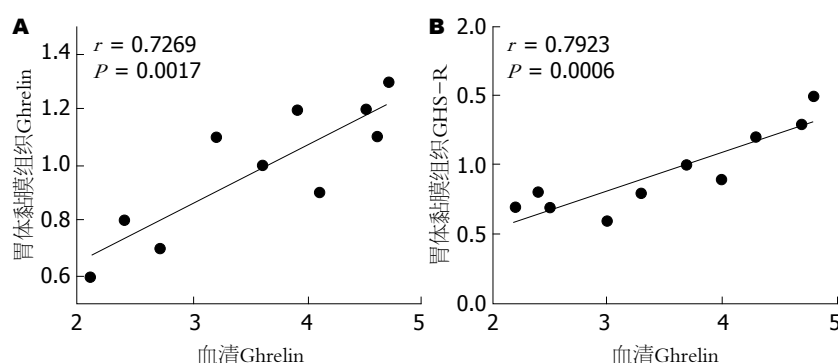 A
r = 0.7269
P = 0.0017
胃体黏膜组织Ghrelin
1.4
1.2
1.0
0.8
0.6
2
3
4
5
血清Ghrelin
B
r = 0.7923
P = 0.0006
胃体黏膜组织GHS-R
2.0
0.5
1.0
0.5
0.0
2
3
4
5
血清Ghrelin